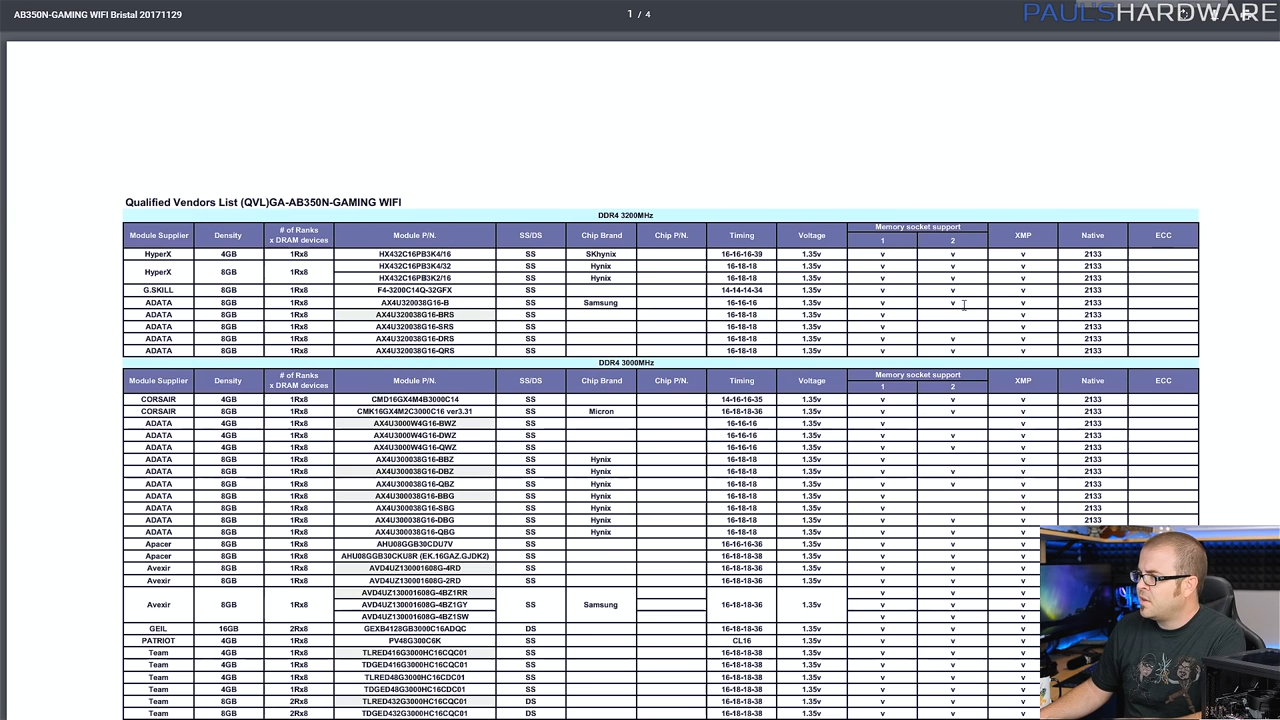 AB350N-GAMING WIFI Bristal 20171129
1 / 4
PAUL'SHARDWARE
Qualified Vendors List (QVL)GA-AB350N-GAMING WIFI
DDR4 3200MHz
Module Supplier Density # of Ranks x DRAM devices Module P/N. SS/DS Chip Brand Chip P/N. Timing Voltage Memory socket support 1 2 XMP Native ECC
HyperX 4GB 1Rx8 HX432C16PB3K4/16 SS SKhynix 16-16-16-39 1.35v v v v 2133
HyperX 8GB 1Rx8 HX432C16PB3K4/32 SS Hynix 16-18-18 1.35v v v v 2133
HX432C16PB3K2/16 SS Hynix 16-18-18 1.35v v v v 2133
G.SKILL 8GB 1Rx8 F4-3200C14Q-32GFX SS 14-14-14-34 1.35v v v v 2133
ADATA 8GB 1Rx8 AX4U320038G16-B SS Samsung 16-16-16 1.35v v v v 2133
ADATA 8GB 1Rx8 AX4U320038G16-BRS SS 16-18-18 1.35v v v 2133
ADATA 8GB 1Rx8 AX4U320038G16-SRS SS 16-18-18 1.35v v v 2133
ADATA 8GB 1Rx8 AX4U320038G16-DRS SS 16-18-18 1.35v v v v 2133
ADATA 8GB 1Rx8 AX4U320038G16-QRS SS 16-18-18 1.35v v v v 2133
DDR4 3000MHz
Module Supplier Density # of Ranks x DRAM devices Module P/N. SS/DS Chip Brand Chip P/N. Timing Voltage Memory socket support 1 2 XMP Native ECC
CORSAIR 4GB 1Rx8 CMD16GX4M4B3000C14 SS 14-16-16-35 1.35v v v v 2133
CORSAIR 8GB 1Rx8 CMK16GX4M2C3000C16 ver3.31 SS Micron 16-18-18-36 1.35v v v v 2133
ADATA 4GB 1Rx8 AX4U3000W4G16-BWZ SS 16-16-16 1.35v v v 2133
ADATA 4GB 1Rx8 AX4U3000W4G16-DWZ SS 16-16-16 1.35v v v v 2133
ADATA 4GB 1Rx8 AX4U3000W4G16-QWZ SS 16-16-16 1.35v v v v 2133
ADATA 8GB 1Rx8 AX4U300038G16-BBZ SS Hynix 16-18-18 1.35v v v 2133
ADATA 8GB 1Rx8 AX4U300038G16-DBZ SS Hynix 16-18-18 1.35v v v v 2133
ADATA 8GB 1Rx8 AX4U300038G16-QBZ SS Hynix 16-18-18 1.35v v v v 2133
ADATA 8GB 1Rx8 AX4U300038G16-BBG SS Hynix 16-18-18 1.35v v v 2133
ADATA 8GB 1Rx8 AX4U300038G16-SBG SS Hynix 16-18-18 1.35v v v 2133
ADATA 8GB 1Rx8 AX4U300038G16-DBG SS Hynix 16-18-18 1.35v v v v 2133
ADATA 8GB 1Rx8 AX4U300038G16-QBG SS Hynix 16-18-18 1.35v v v v
Apacer 8GB 1Rx8 AHU08GGB30CDU7V SS 16-16-16-36 1.35v v v v
Apacer 8GB 1Rx8 AHU08GGB30CKU8R (EK.16GAZ.GJDK2) SS 16-18-18-38 1.35v v v v
Avexir 8GB 1Rx8 AVD4UZ130001608G-4RD SS 16-18-18-36 1.35v v v v
Avexir 8GB 1Rx8 AVD4UZ130001608G-2RD SS 16-18-18-36 1.35v v v v
AVD4UZ130001608G-4BZ1RR v v v
Avexir 8GB 1Rx8 AVD4UZ130001608G-4BZ1GY SS Samsung 16-18-18-36 1.35v v v v
AVD4UZ130001608G-4BZ1SW v v v
GEIL 16GB 2Rx8 GEXB4128GB3000C16ADQC DS 16-18-18-36 1.35v v v v
PATRIOT 4GB 1Rx8 PV48G300C6K SS CL16 1.35v v v v
Team 4GB 1Rx8 TLRED416G3000HC16CQC01 SS 16-18-18-38 1.35v v v v
Team 4GB 1Rx8 TDGED416G3000HC16CQC01 SS 16-18-18-38 1.35v v v v
Team 4GB 1Rx8 TLRED48G3000HC16CDC01 SS 16-18-18-38 1.35v v v v
Team 4GB 1Rx8 TDGED48G3000HC16CDC01 SS 16-18-18-38 1.35v v v v
Team 8GB 2Rx8 TLRED432G3000HC16CQC01 DS 16-18-18-38 1.35v v v v
Team 8GB 2Rx8 TDGED432G3000HC16CQC01 DS 16-18-18-38 1.35v v v v